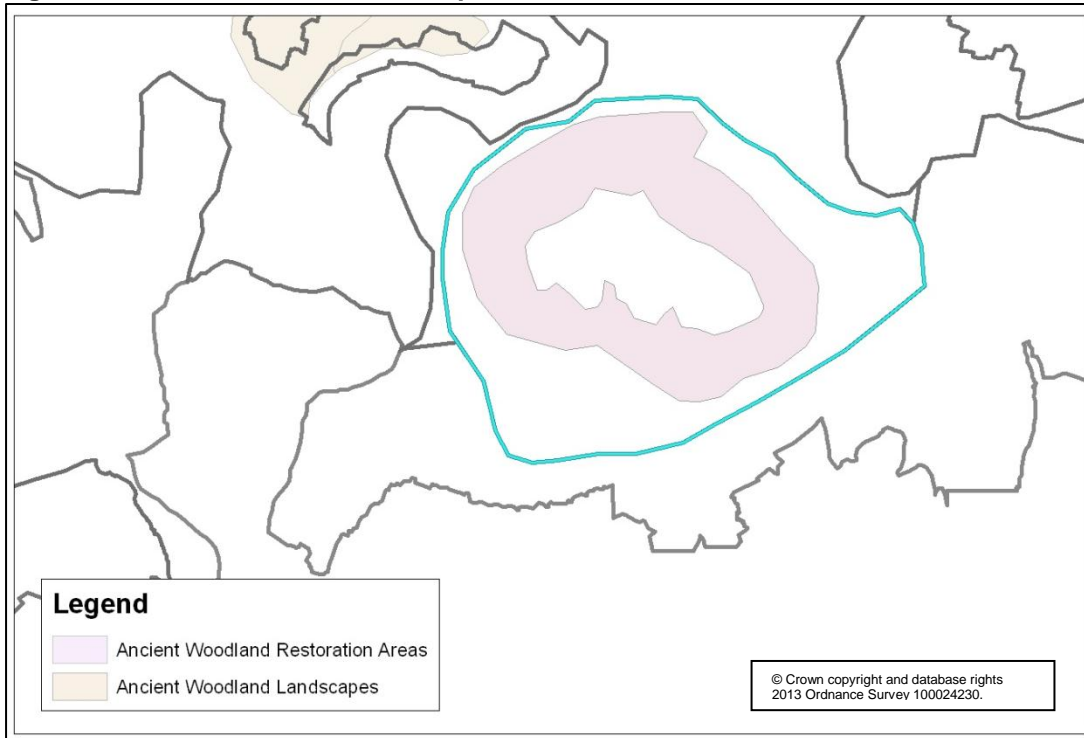 Legend
Ancient Woodland Restoration Areas
Ancient Woodland Landscapes
© Crown copyright and database rights
2013 Ordnance Survey 100024230.